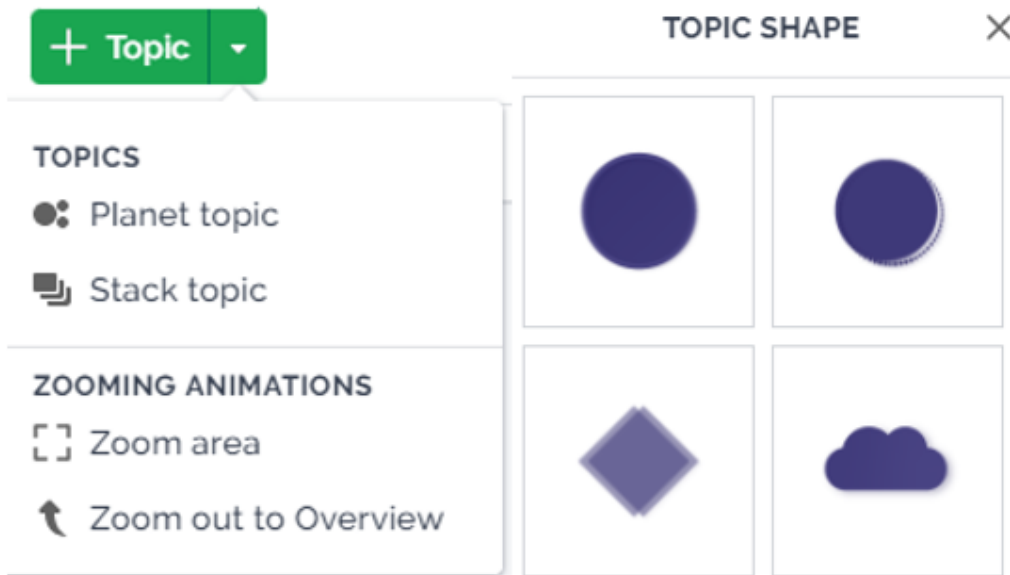 Topic
TOPICS
Planet topic
Stack topic
ZOOMING ANIMATIONS
Zoom area
Zoom out to Overview
TOPIC SHAPE